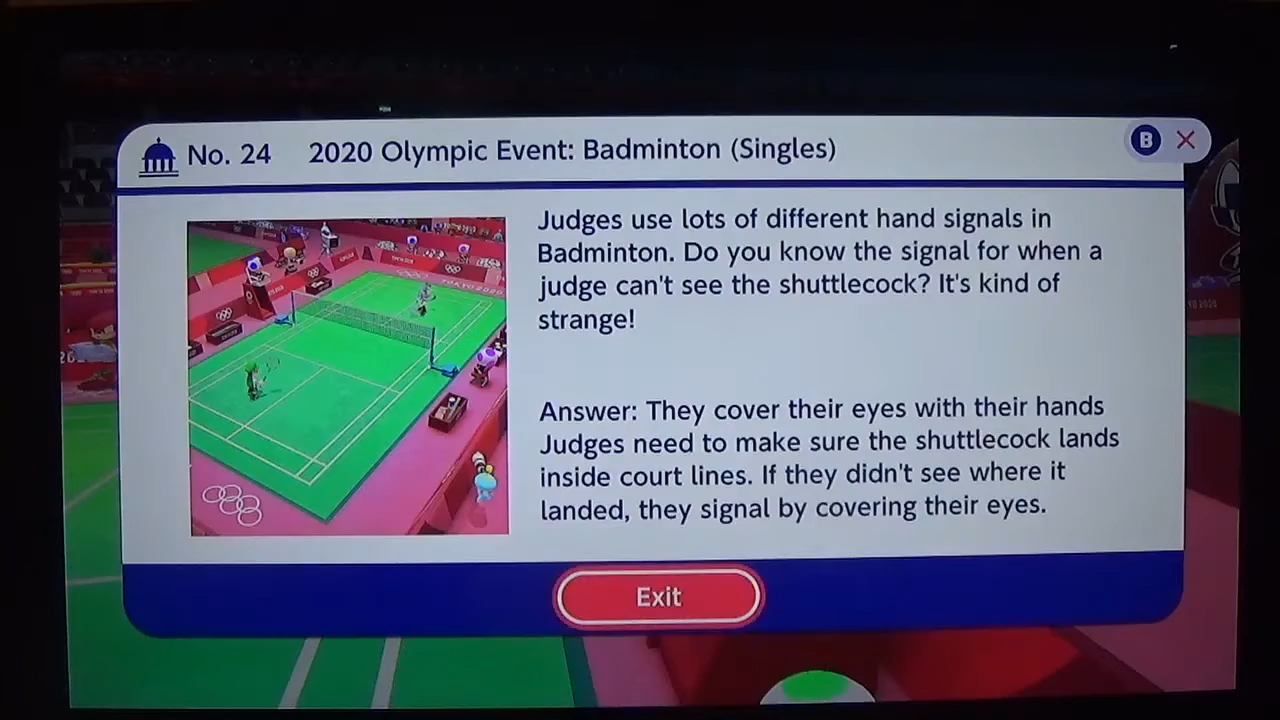 No. 24 2020 Olympic Event: Badminton (Singles)
B
Judges use lots of different hand signals in
Badminton. Do you know the signal for when a
judge can't see the shuttlecock? It's kind of
strange!
Answer: They cover their eyes with their hands
Judges need to make sure the shuttlecock lands
inside court lines. If they didn't see where it
landed, they signal by covering their eyes.
Exit